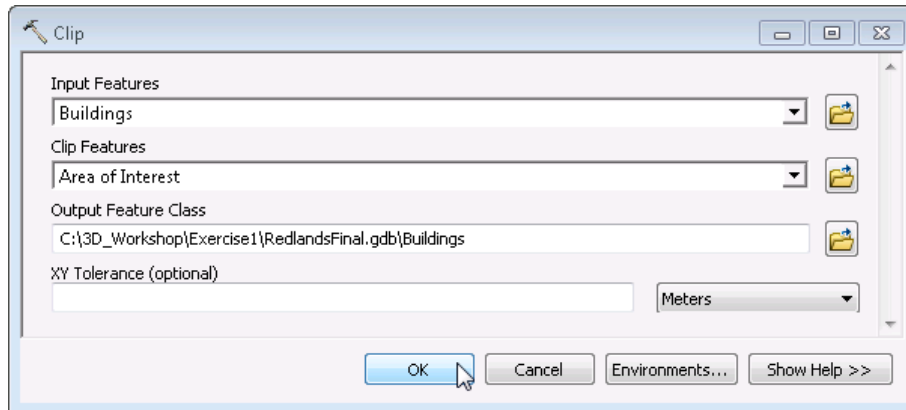 Clip
Input Features
Buildings
Clip Features
Area of Interest
Output Feature Class
C:\3D_Workshop\Exercise1\RedlandsFinal.gdb\Buildings
XY Tolerance (optional)
Meters
OK Cancel Environments... Show Help >>